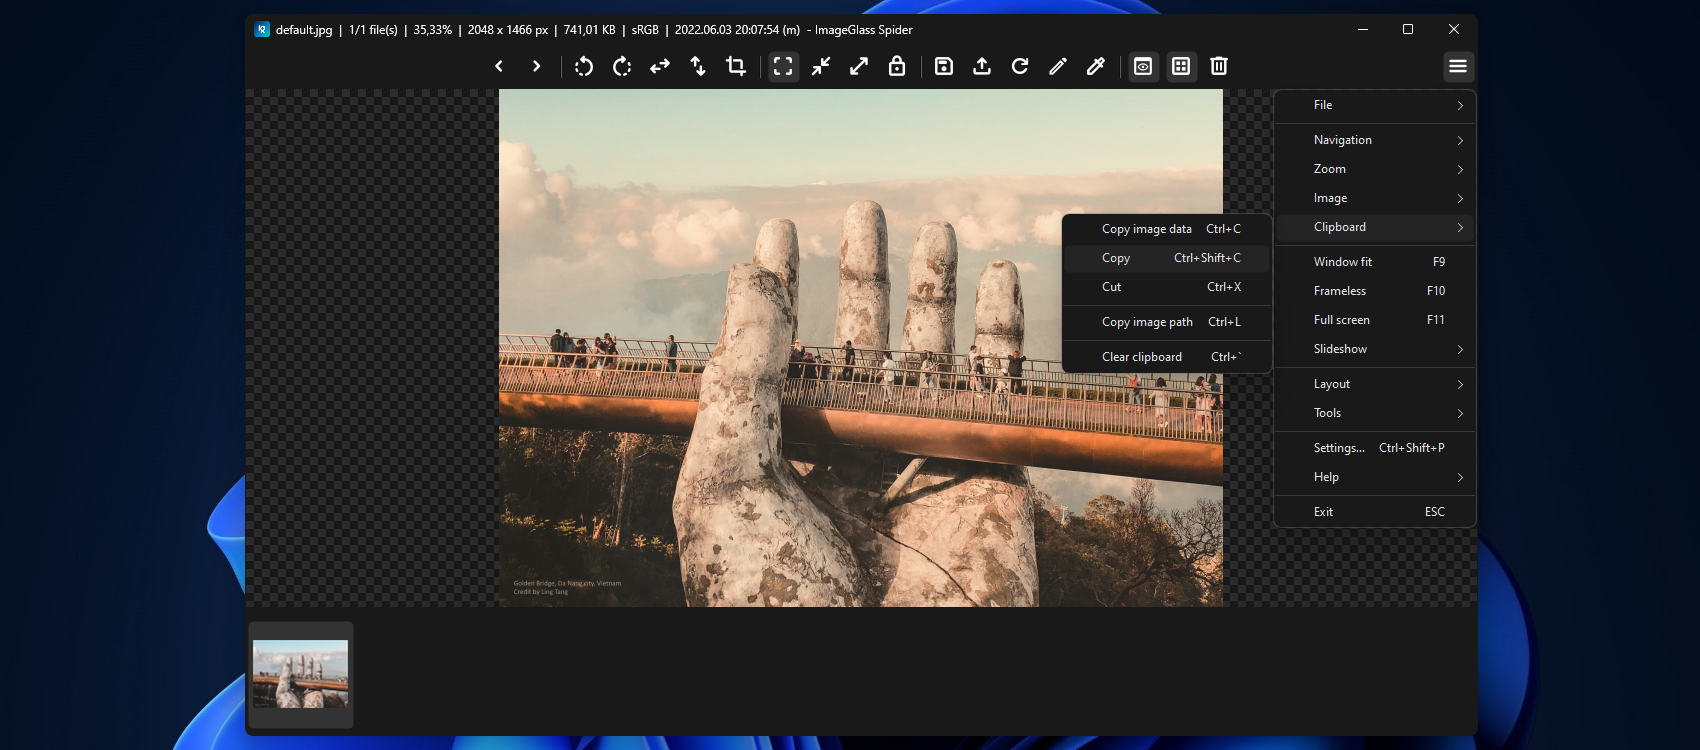 default.jpg | 1/1 file(s) | 35,33% | 2048 x 1466 px | 741,01 KB | sRGB | 2022.06.03 20:07:54 (m) - ImageGlass Spider
File
Navigation
Zoom
Image
Clipboard
Window fit F9
Frameless F10
Full screen F11
Slideshow
Layout
Tools
Settings... Ctrl+Shift+P
Help
Exit ESC
Copy image data Ctrl+C
Copy Ctrl+Shift+C
Cut Ctrl+X
Copy image path Ctrl+L
Clear clipboard Ctrl+`
Golden Bridge, Da Nang city, Vietnam
Credit by Ling Tang